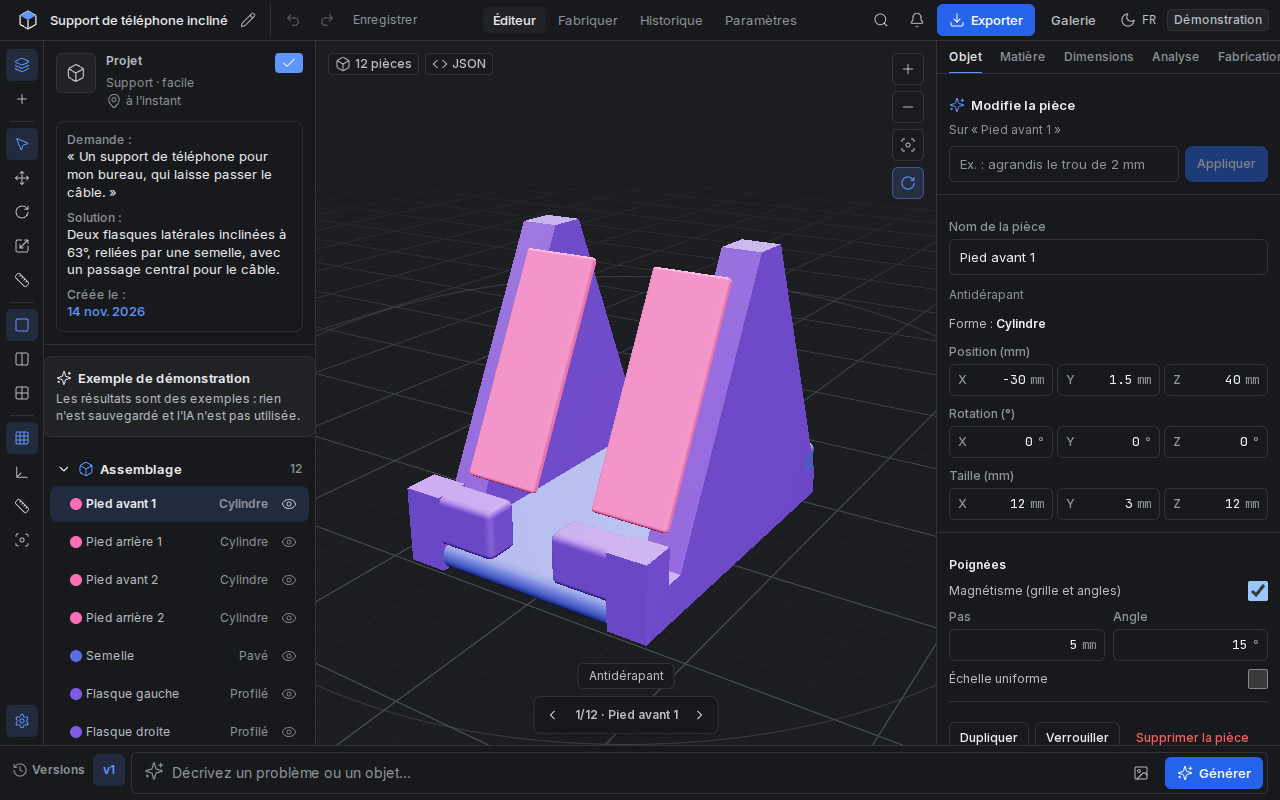 Support de téléphone incliné
Enregistrer
Éditeur
Fabriquer
Historique
Paramètres
Exporter
Galerie
FR
Démonstration
Projet
Support · facile
à l'instant
Demande :
« Un support de téléphone pour
mon bureau, qui laisse passer le
câble. »
Solution :
Deux flasques latérales inclinées à
63°, reliées par une semelle, avec
un passage central pour le câble.
Créée le :
14 nov. 2026
Exemple de démonstration
Les résultats sont des exemples : rien
n'est sauvegardé et l'IA n'est pas utilisée.
Assemblage 12
Pied avant 1 Cylindre
Pied arrière 1 Cylindre
Pied avant 2 Cylindre
Pied arrière 2 Cylindre
Semelle Pavé
Flasque gauche Profilé
Flasque droite Profilé
12 pièces
JSON
Antidérapant
1/12 · Pied avant 1
Objet Matière Dimensions Analyse Fabrication
Modifie la pièce
Sur « Pied avant 1 »
Ex. : agrandis le trou de 2 mm
Appliquer
Nom de la pièce
Pied avant 1
Antidérapant
Forme : Cylindre
Position (mm)
X -30 mm Y 1.5 mm Z 40 mm
Rotation (°)
X 0 ° Y 0 ° Z 0 °
Taille (mm)
X 12 mm Y 3 mm Z 12 mm
Poignées
Magnétisme (grille et angles)
Pas Angle
5 mm 15 °
Échelle uniforme
Dupliquer Verrouiller Supprimer la pièce
Versions v1
Décrivez un problème ou un objet...
Générer